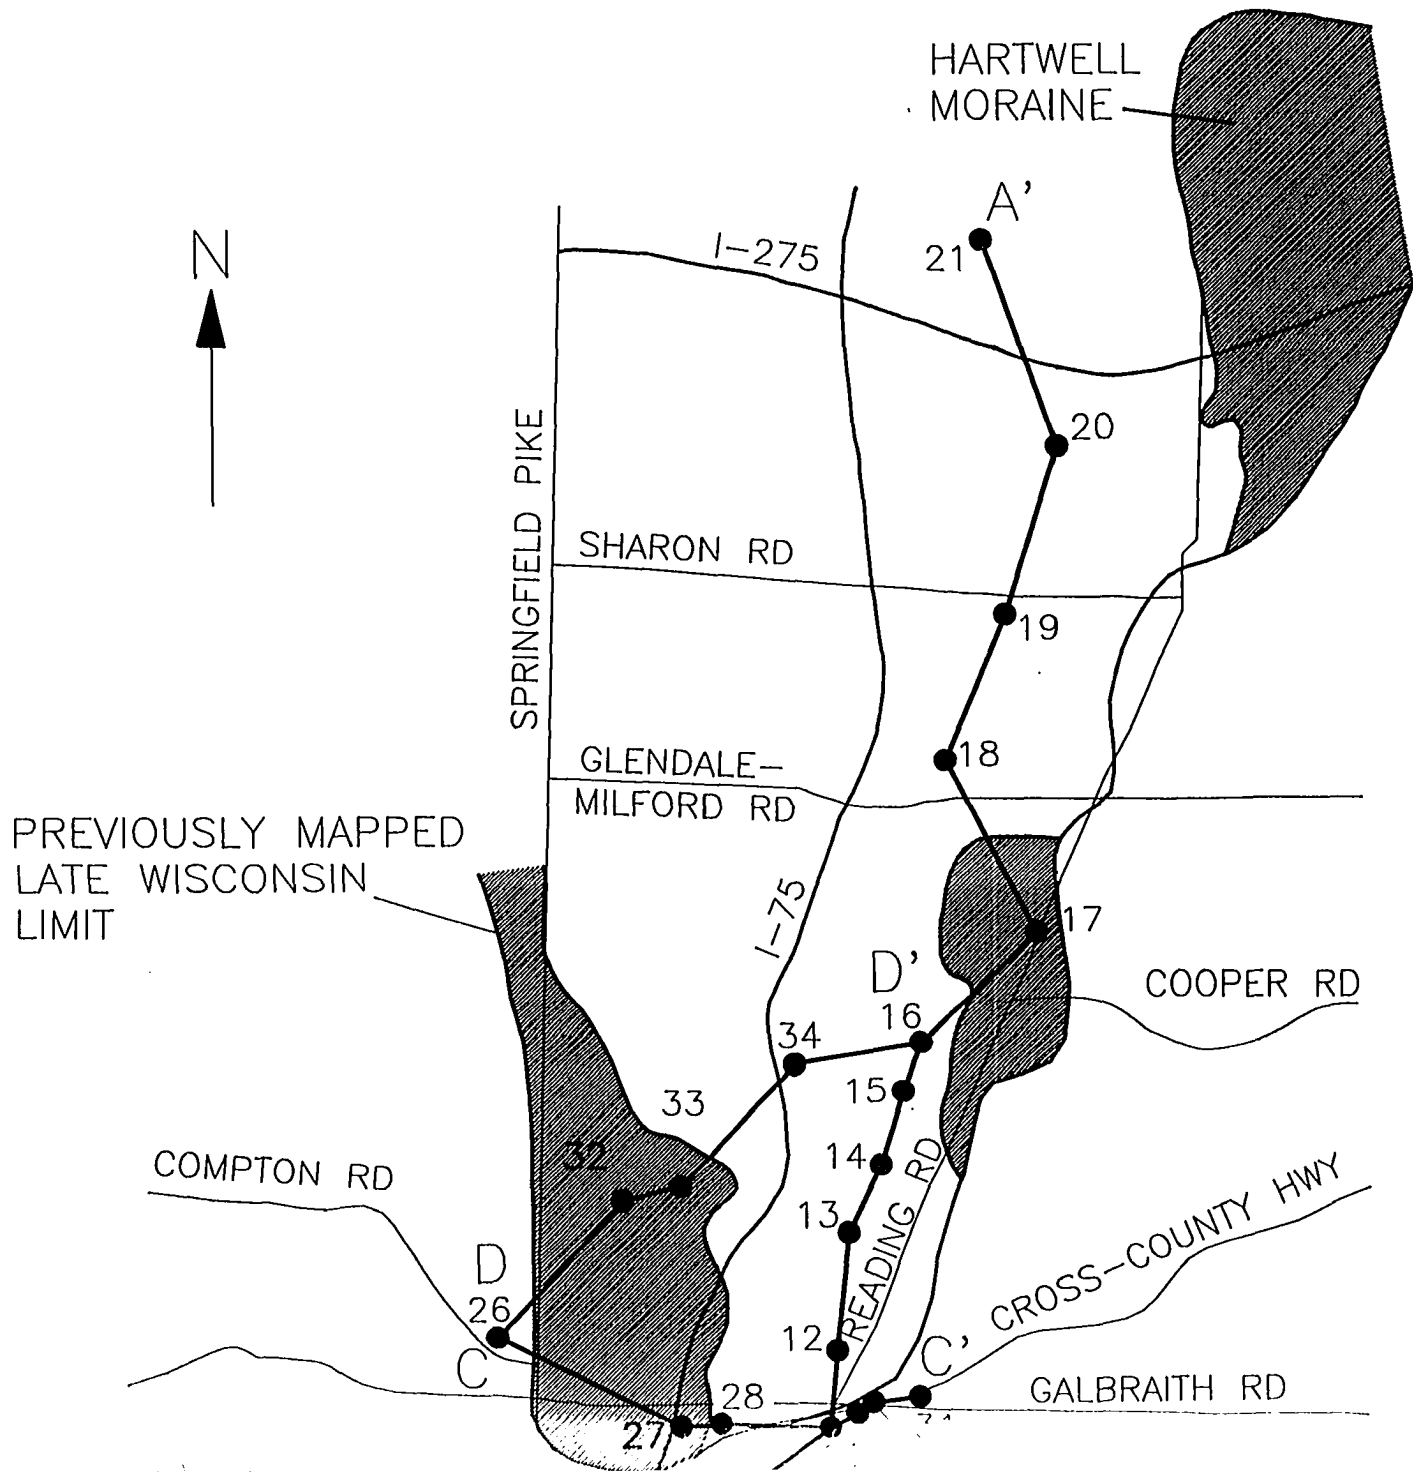 HARTWELL
MORAINE
A'
N
I-275
21
20
SPRINGFIELD PIKE
SHARON RD
19
18
GLENDALE-
MILFORD RD
PREVIOUSLY MAPPED
LATE WISCONSIN
LIMIT
I-75
17
D'
COOPER RD
16
34
15
33
32
14
COMPTON RD
READING RD
13
CROSS-COUNTY HWY
D
26
12
C'
C
GALBRAITH RD
28
27